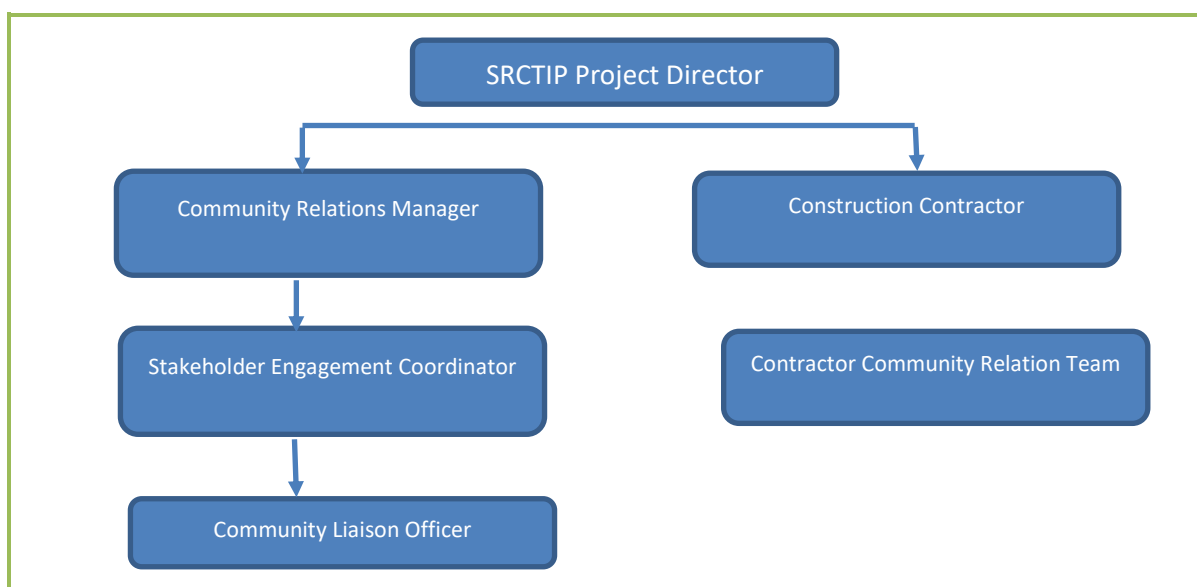 SRCTIP Project Director
Community Relations Manager
Construction Contractor
Stakeholder Engagement Coordinator
Contractor Community Relation Team
Community Liaison Officer